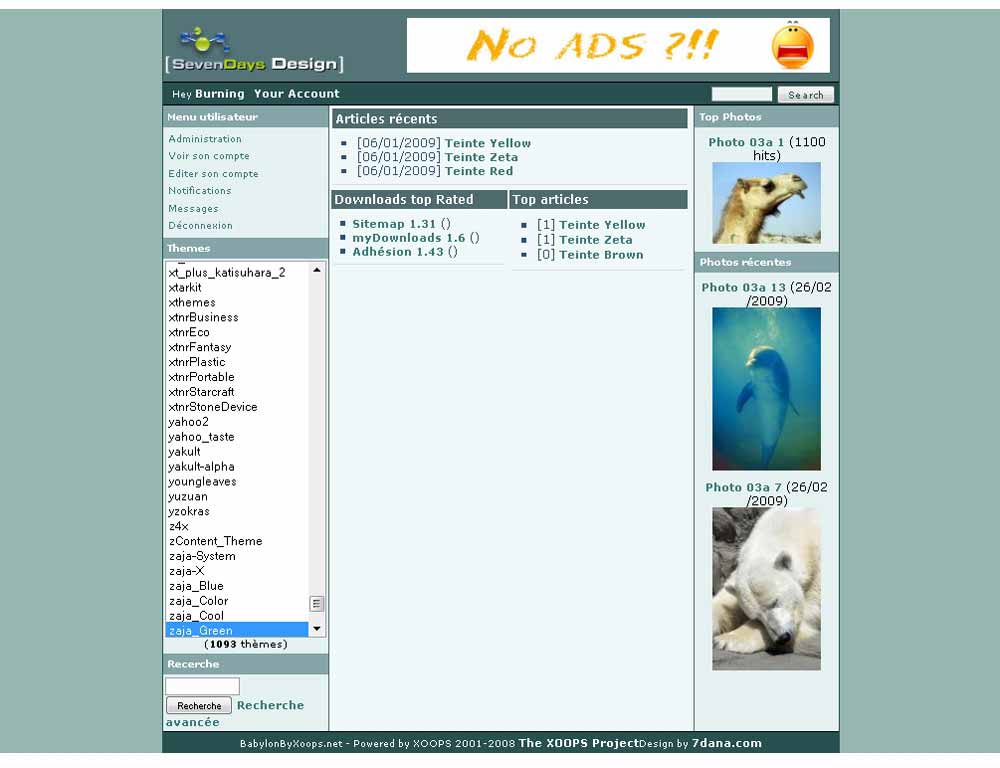 [SevenDays Design]
No ADS ?!!
Hey Burning Your Account
Search
Menu utilisateur
Administration
Voir son compte
Editer son compte
Notifications
Messages
Déconnexion
Themes
xt_plus_katisuhara_2
xtarkit
xthemes
xtnrBusiness
xtnrEco
xtnrFantasy
xtnrPlastic
xtnrPortable
xtnrStarcraft
xtnrStoneDevice
yahoo2
yahoo_taste
yakult
yakult-alpha
youngleaves
yuzuan
yzokras
z4x
zContent_Theme
zaja-System
zaja-X
zaja_Blue
zaja_Color
zaja_Cool
zaja_Green
(1093 thèmes)
Recerche
Recherche Recherche
avancée
Articles récents
[06/01/2009] Teinte Yellow
[06/01/2009] Teinte Zeta
[06/01/2009] Teinte Red
Downloads top Rated
Sitemap 1.31 ()
myDownloads 1.6 ()
Adhésion 1.43 ()
Top articles
[1] Teinte Yellow
[1] Teinte Zeta
[0] Teinte Brown
Top Photos
Photo 03a 1 (1100
hits)
Photos récentes
Photo 03a 13 (26/02
/2009)
Photo 03a 7 (26/02
/2009)
BabylonByXoops.net - Powered by XOOPS 2001-2008 The XOOPS ProjectDesign by 7dana.com